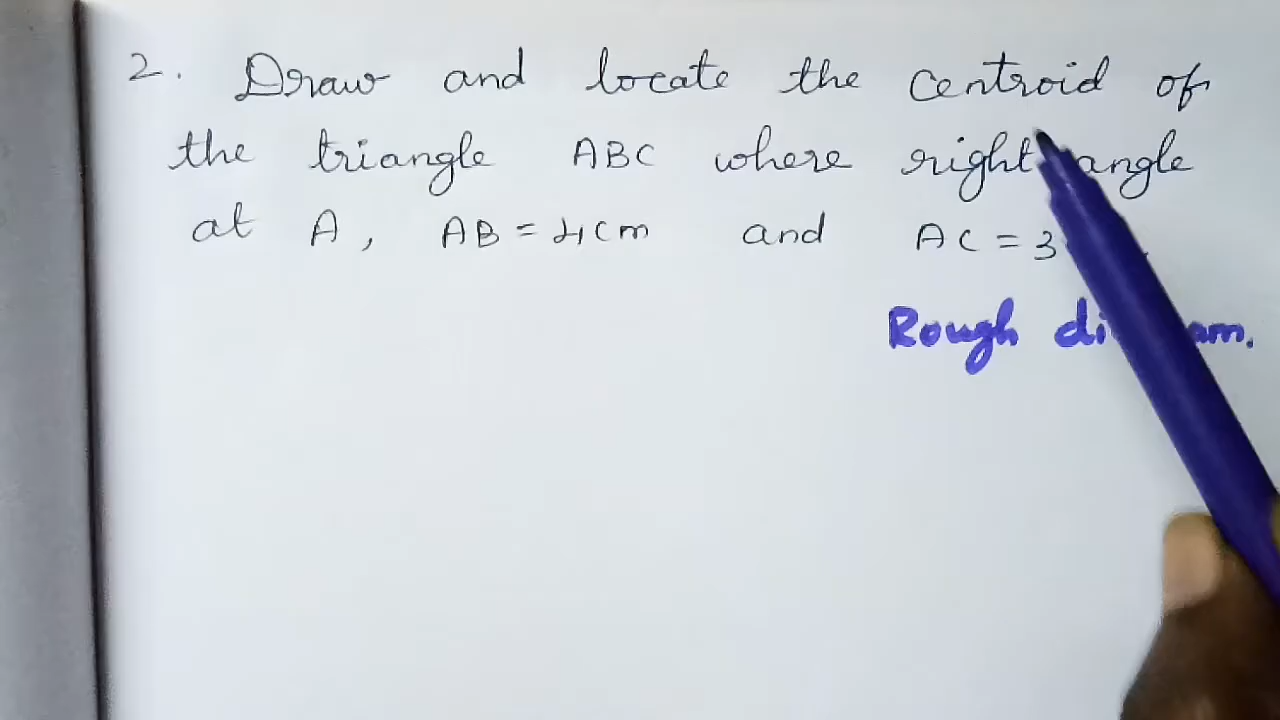 2. Draw and locate the centroid of
the triangle ABC where right angle
at A, AB = 4cm and AC = 3
Rough